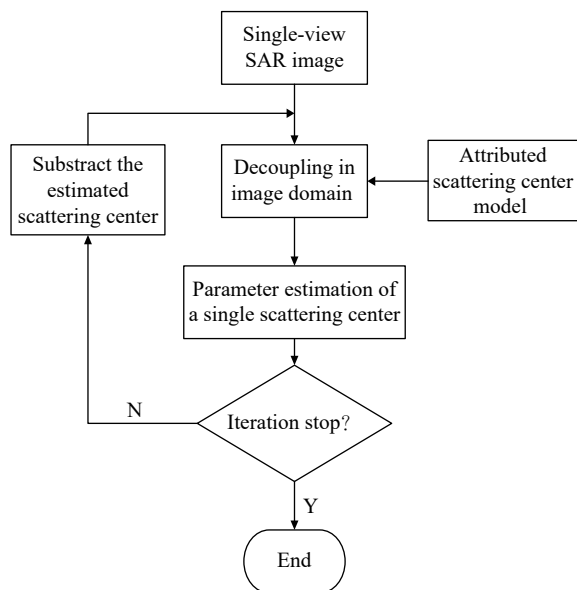 Single-view
SAR image
Substract the
estimated
scattering center
Decoupling in
image domain
Attributed
scattering center
model
Parameter estimation of
a single scattering center
N
Iteration stop？
Y
End